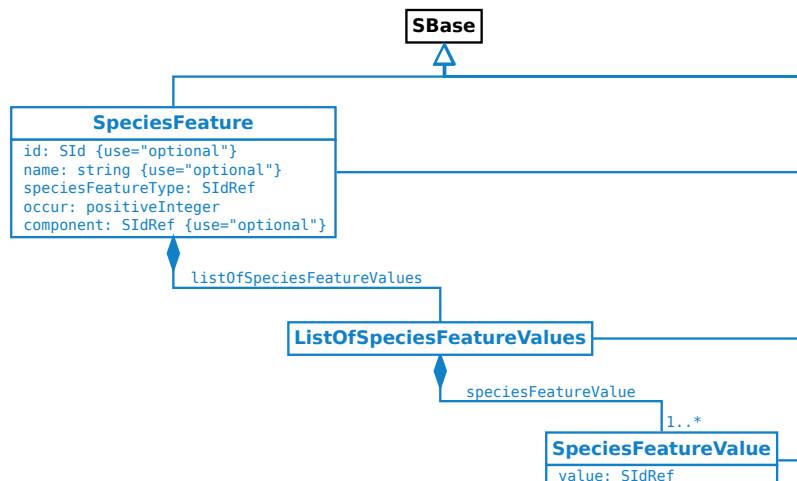 SBase
SpeciesFeature
id: SId {use="optional"}
name: string {use="optional"}
speciesFeatureType: SIdRef
occur: positiveInteger
component: SIdRef {use="optional"}
listOfSpeciesFeatureValues
ListOfSpeciesFeatureValues
speciesFeatureValue
1..*
SpeciesFeatureValue
value: SIdRef